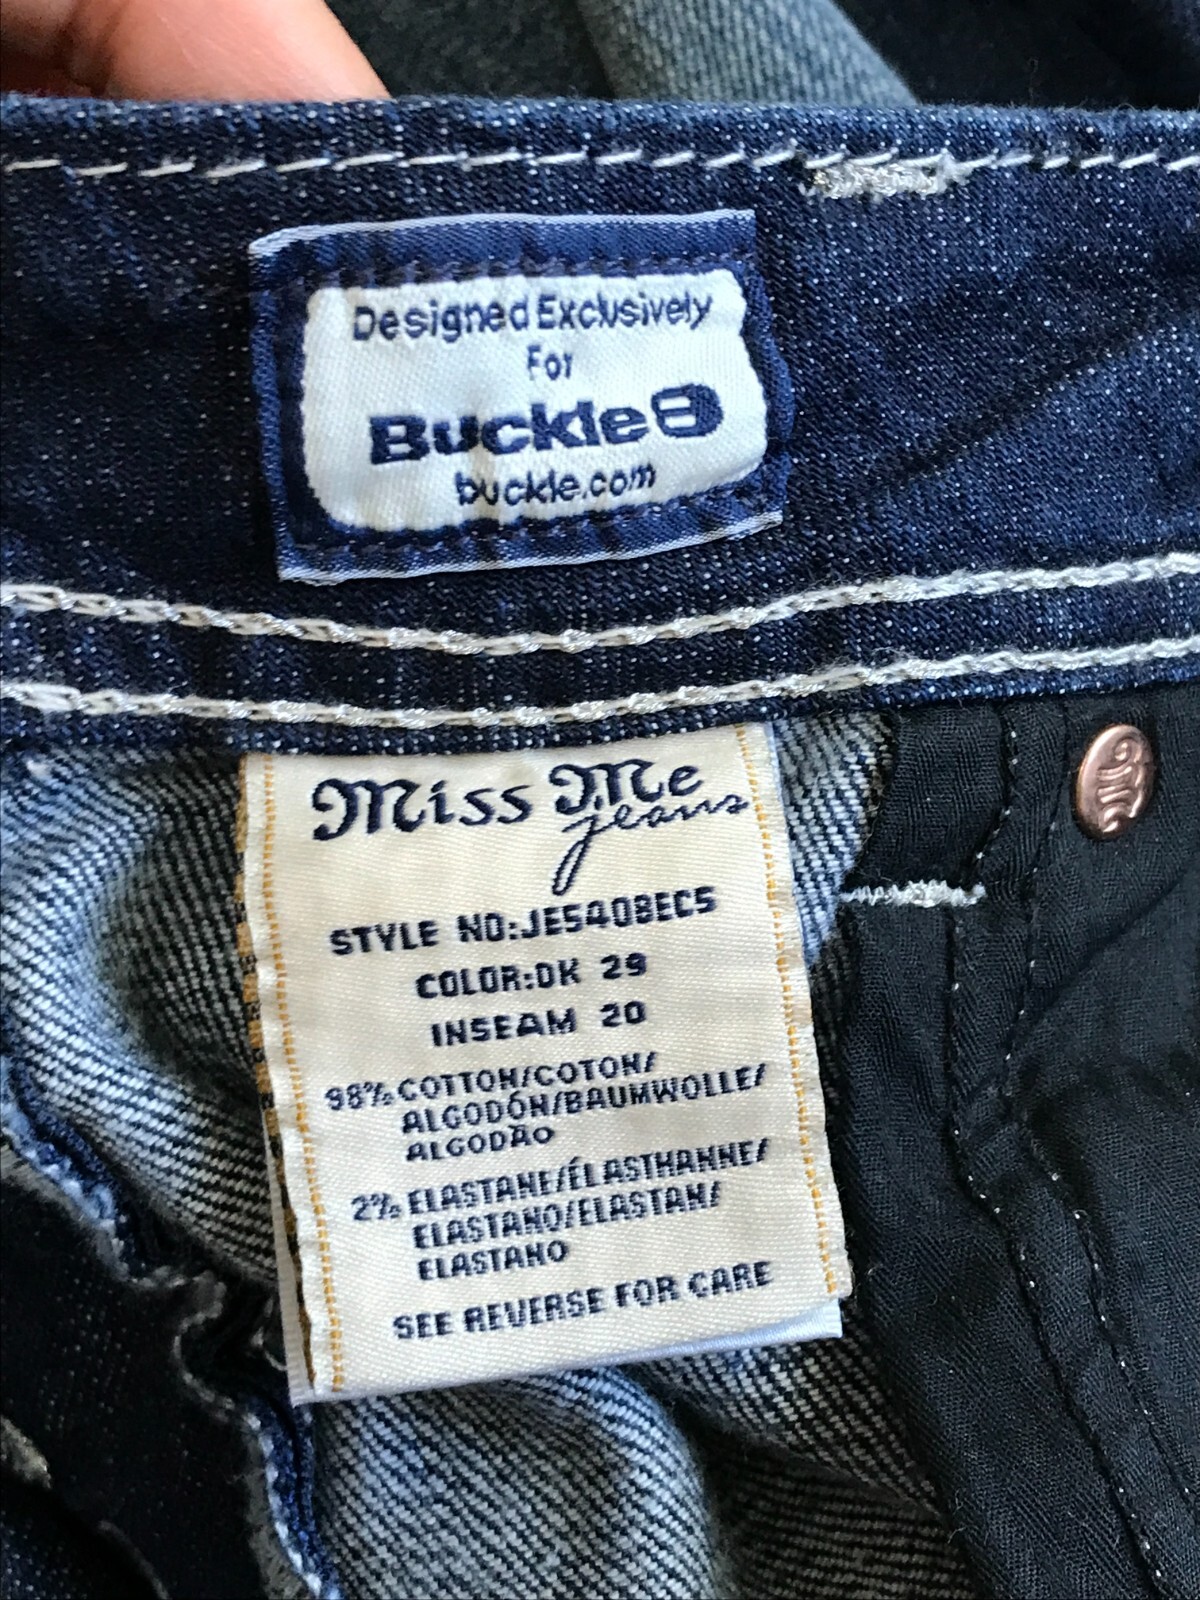 Designed Exclusively
For
Buckle B
buckle.com
Miss Me
jeans
STYLE NO:JE5408EC5
COLOR:DK 29
INSEAM 20
98% COTTON/COTON/
ALGODÓN/BAUMWOLLE/
ALGODÃO
2% ELASTANE/ÉLASTHANNE/
ELASTANO/ELASTAN/
ELASTANO
SEE REVERSE FOR CARE